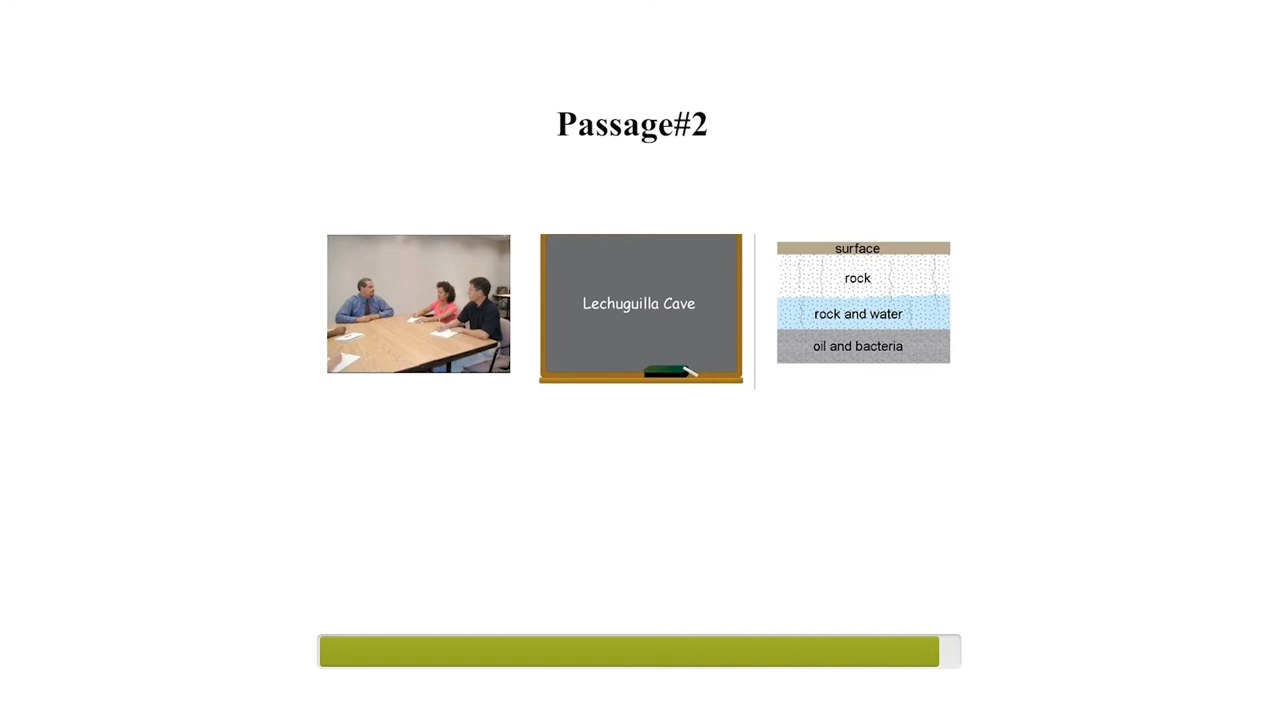 Passage#2
Lechuguilla Cave
surface
rock
rock and water
oil and bacteria